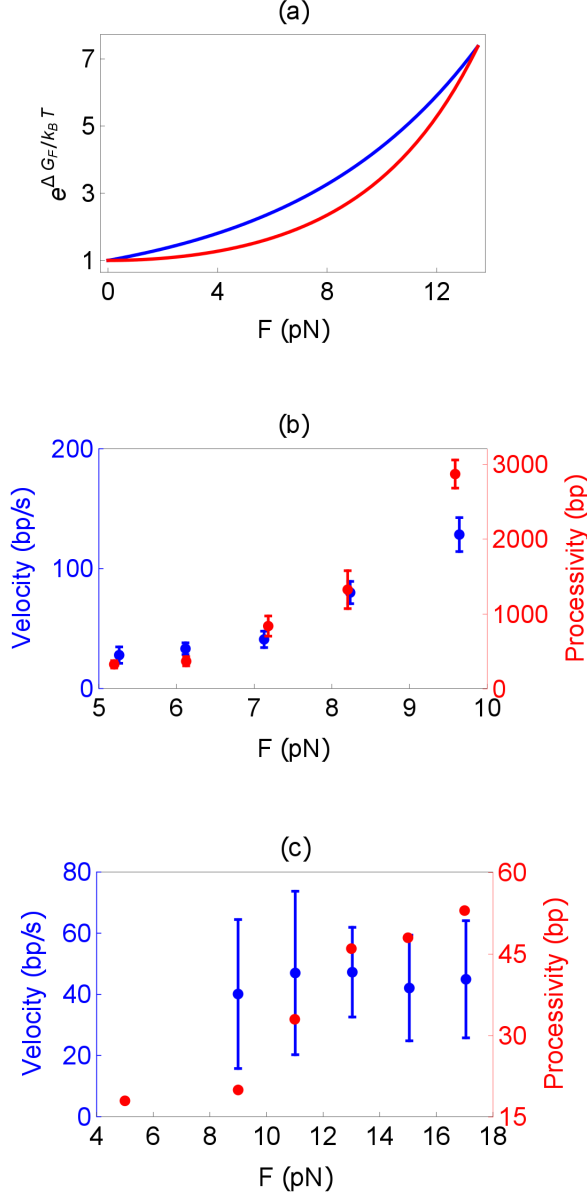 (a)
e^{Δ G_F/k_B T}
7
5
3
1
0 4 8 12
F (pN)
(b)
Velocity (bp/s)
Processivity (bp)
200
100
0
3000
2000
1000
0
5 6 7 8 9 10
F (pN)
(c)
Velocity (bp/s)
Processivity (bp)
80
60
40
20
0
60
45
30
15
4 6 8 10 12 14 16 18
F (pN)